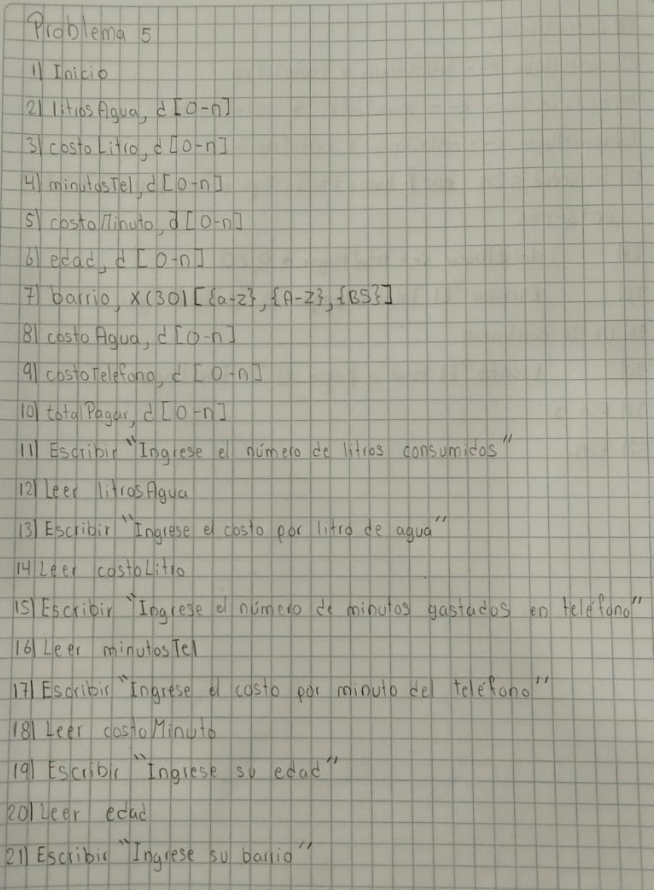 Problema 5
1) Inicio
2) litrosAgua, d [0-n]
3) costoLitro, d [0-n]
4) minutosTel, d [0-n]
5) costoMinuto, d [0-n]
6) edad, d [0-n]
7) barrio, X(30) [{a-z}, {A-Z}, {BS}]
8) costoAgua, d [0-n]
9) costoTelefono, d [0-n]
10) totalPagar, d [0-n]
11) Escribir "Ingrese el número de litros consumidos"
12) Leer litrosAgua
13) Escribir "Ingrese el costo por litro de agua"
14) Leer costoLitro
15) Escribir "Ingrese el número de minutos gastados en teléfono"
16) Leer minutosTel
17) Escribir "Ingrese el costo por minuto del teléfono"
18) Leer costoMinuto
19) Escribir "Ingrese su edad"
20) Leer edad
21) Escribir "Ingrese su barrio"